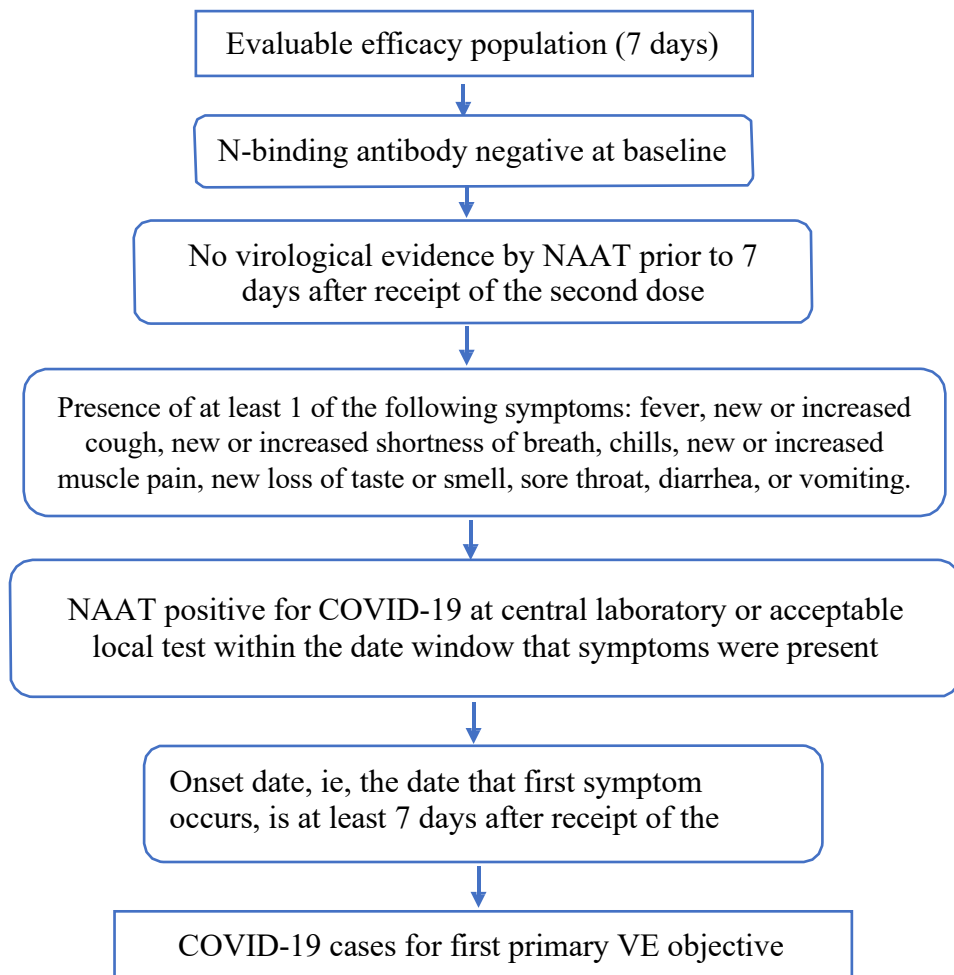 Evaluable efficacy population (7 days)
N-binding antibody negative at baseline
No virological evidence by NAAT prior to 7
days after receipt of the second dose
Presence of at least 1 of the following symptoms: fever, new or increased
cough, new or increased shortness of breath, chills, new or increased
muscle pain, new loss of taste or smell, sore throat, diarrhea, or vomiting.
NAAT positive for COVID-19 at central laboratory or acceptable
local test within the date window that symptoms were present
Onset date, ie, the date that first symptom
occurs, is at least 7 days after receipt of the
COVID-19 cases for first primary VE objective